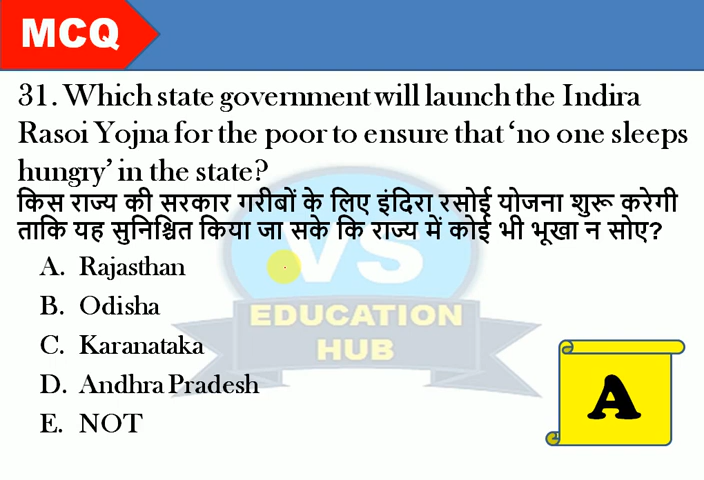 MCQ
31. Which state government will launch the Indira
Rasoi Yojna for the poor to ensure that ‘no one sleeps
hungry’ in the state?
किस राज्य की सरकार गरीबों के लिए इंदिरा रसोई योजना शुरू करेगी
ताकि यह सुनिश्चित किया जा सके कि राज्य में कोई भी भूखा न सोए?
A. Rajasthan
B. Odisha
C. Karanataka
D. Andhra Pradesh
E. NOT
VS
EDUCATION
HUB
A